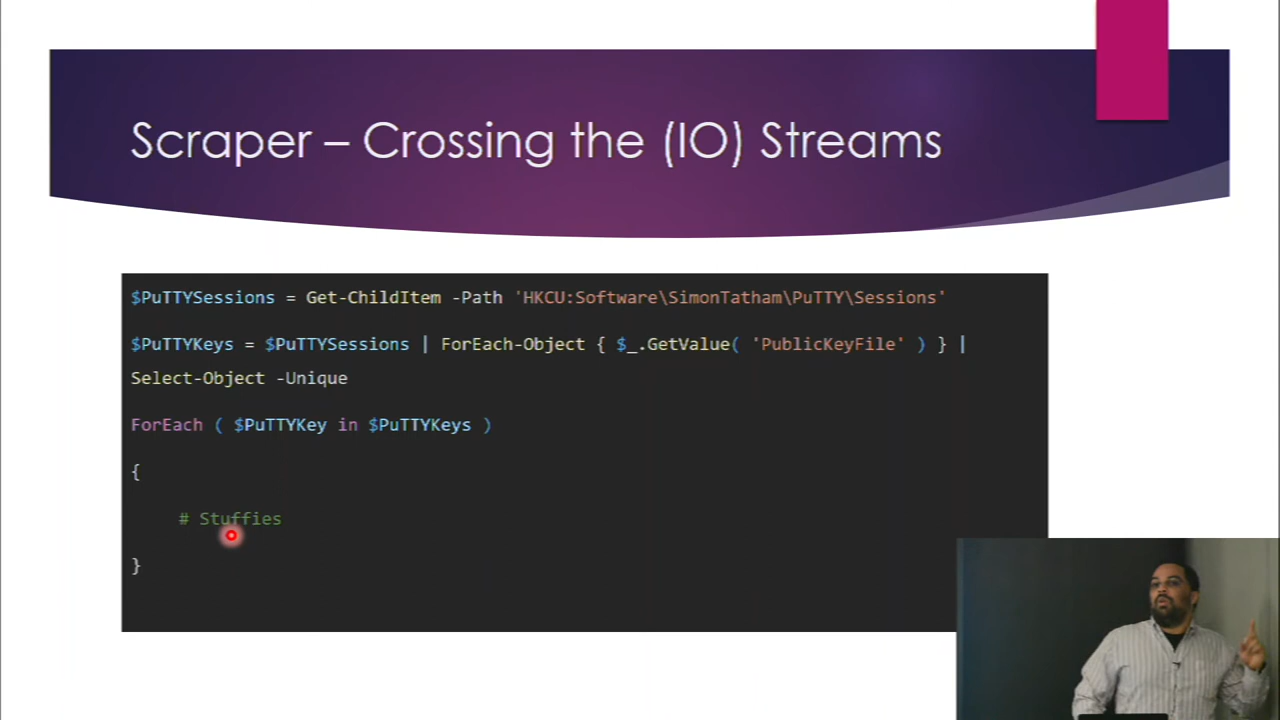 Scraper – Crossing the (IO) Streams
$PuTTYSessions = Get-ChildItem -Path 'HKCU:Software\SimonTatham\PuTTY\Sessions'
$PuTTYKeys = $PuTTYSessions | ForEach-Object { $_.GetValue( 'PublicKeyFile' ) } |
Select-Object -Unique
ForEach ( $PuTTYKey in $PuTTYKeys )
{
# Stuffies
}